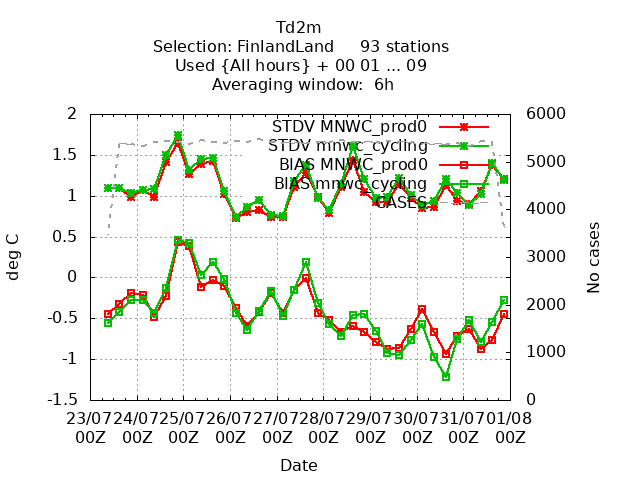 Td2m
Selection: FinlandLand     93 stations
Used {All hours} + 00 01 ... 09
Averaging window:  6h
STDV MNWC_prod0
STDV mnwc_cycling
BIAS MNWC_prod0
BIAS mnwc_cycling
CASES
2
1.5
1
0.5
0
-0.5
-1
-1.5
deg C
6000
5000
4000
3000
2000
1000
0
No cases
23/07 24/07 25/07 26/07 27/07 28/07 29/07 30/07 31/07 01/08
00Z 00Z 00Z 00Z 00Z 00Z 00Z 00Z 00Z 00Z
Date